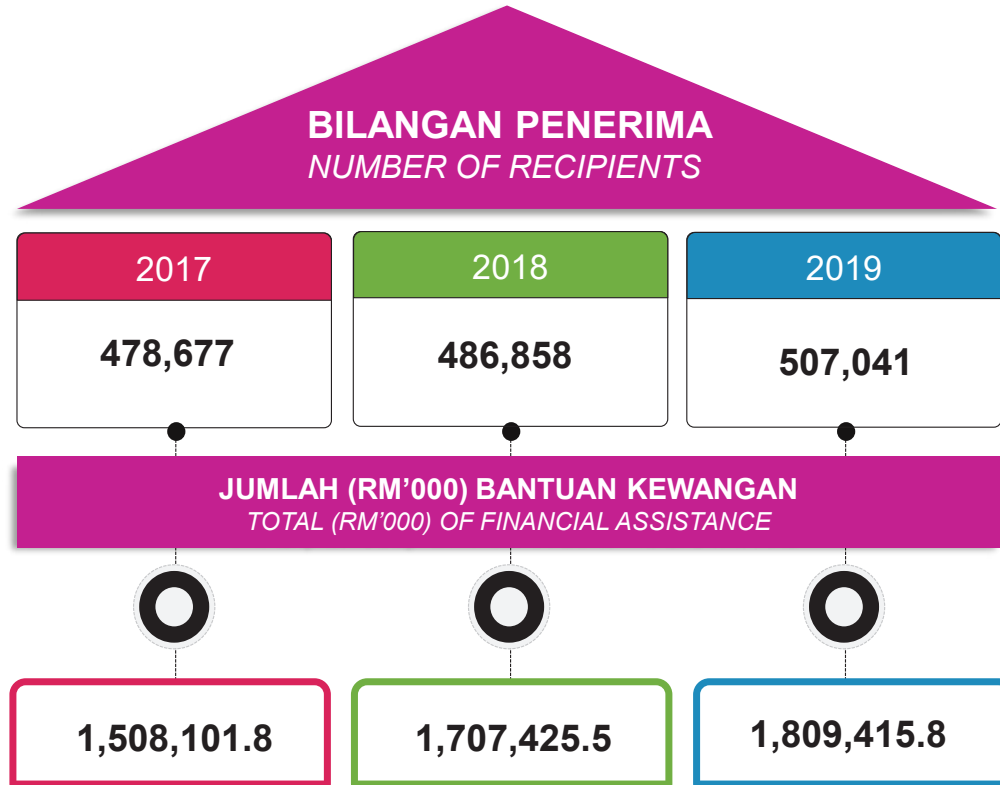 BILANGAN PENERIMA
NUMBER OF RECIPIENTS
2017
2018
2019
478,677
486,858
507,041
JUMLAH (RM'000) BANTUAN KEWANGAN
TOTAL (RM'000) OF FINANCIAL ASSISTANCE
1,508,101.8
1,707,425.5
1,809,415.8